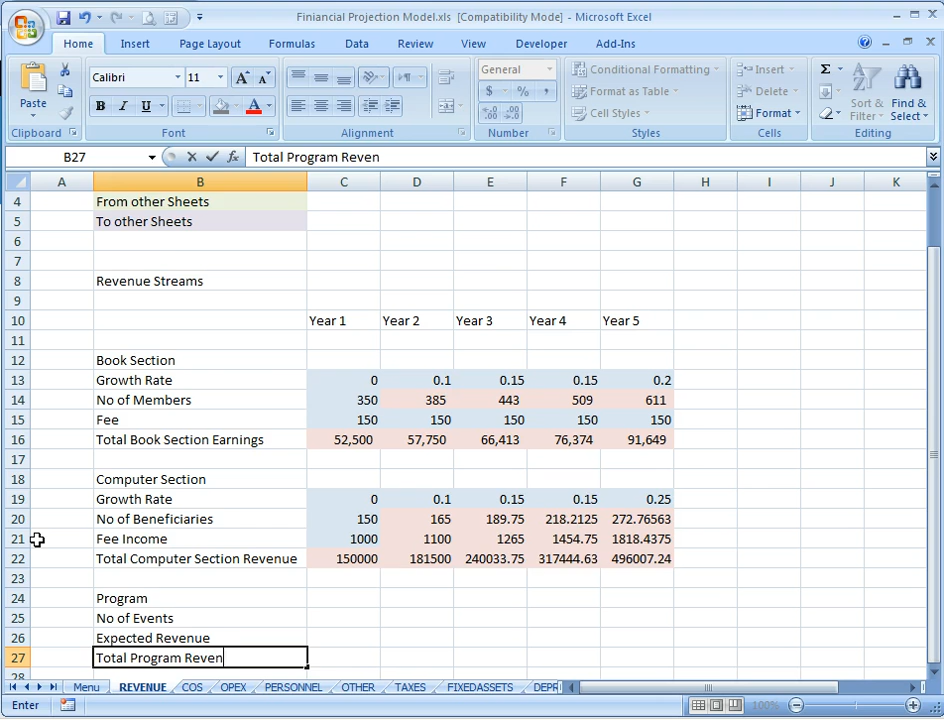 Finiancial Projection Model.xls [Compatibility Mode] - Microsoft Excel
Home Insert Page Layout Formulas Data Review View Developer Add-Ins
Calibri 11 General Conditional Formatting Insert Σ
Paste B I U $ % , Format as Table Delete Sort & Find &
Cell Styles Format Filter Select
Clipboard Font Alignment Number Styles Cells Editing
B27 fx Total Program Reven
A B C D E F G H I J K
4 From other Sheets
5 To other Sheets
6
7
8 Revenue Streams
9
10 Year 1 Year 2 Year 3 Year 4 Year 5
11
12 Book Section
13 Growth Rate 0 0.1 0.15 0.15 0.2
14 No of Members 350 385 443 509 611
15 Fee 150 150 150 150 150
16 Total Book Section Earnings 52,500 57,750 66,413 76,374 91,649
17
18 Computer Section
19 Growth Rate 0 0.1 0.15 0.15 0.25
20 No of Beneficiaries 150 165 189.75 218.2125 272.76563
21 Fee Income 1000 1100 1265 1454.75 1818.4375
22 Total Computer Section Revenue 150000 181500 240033.75 317444.63 496007.24
23
24 Program
25 No of Events
26 Expected Revenue
27 Total Program Reven
28
Menu REVENUE COS OPEX PERSONNEL OTHER TAXES FIXEDASSETS DEPR
Enter 100%